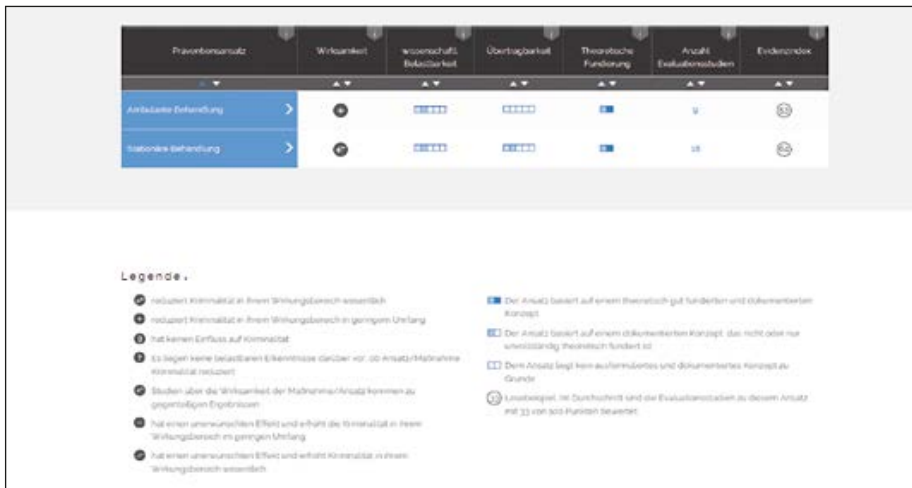 Präventionsansatz Wirksamkeit wissenschaftl. Übertragbarkeit Theoretische Anzahl Evidenzindex
Belastbarkeit Fundierung Evaluationsstudien
Ambulante Behandlung 9
Stationäre Behandlung 18
Legende.
reduziert Kriminalität in ihrem Wirkungsbereich wesentlich
reduziert Kriminalität in ihrem Wirkungsbereich in geringem Umfang
hat keinen Einfluss auf Kriminalität
Es liegen keine belastbaren Erkenntnisse darüber vor, ob Ansatz/Maßnahme
Kriminalität reduziert
Studien über die Wirksamkeit der Maßnahme/Ansatz kommen zu
gegenteiligen Ergebnissen
hat einen unerwünschten Effekt und erhöht die Kriminalität in ihrem
Wirkungsbereich im geringen Umfang
hat einen unerwünschten Effekt und erhöht Kriminalität in ihrem
Wirkungsbereich wesentlich
Der Ansatz basiert auf einem theoretisch gut fundierten und dokumentierten
Konzept
Der Ansatz basiert auf einem dokumentierten Konzept, das nicht oder nur
unvollständig theoretisch fundiert ist
Dem Ansatz liegt kein ausformuliertes und dokumentiertes Konzept zu
Grunde
33 Lesebeispiel: Im Durchschnitt sind die Evaluationsstudien zu diesem Ansatz
mit 33 von 100 Punkten bewertet